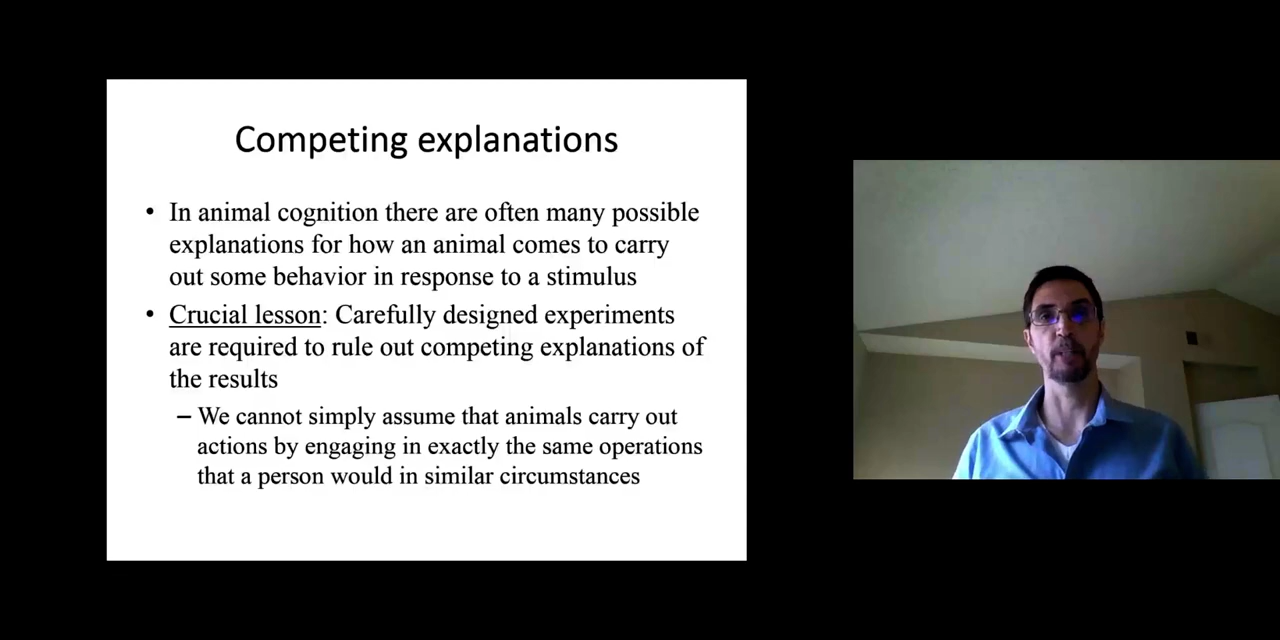 Competing explanations
• In animal cognition there are often many possible
explanations for how an animal comes to carry
out some behavior in response to a stimulus
• Crucial lesson: Carefully designed experiments
are required to rule out competing explanations of
the results
– We cannot simply assume that animals carry out
actions by engaging in exactly the same operations
that a person would in similar circumstances